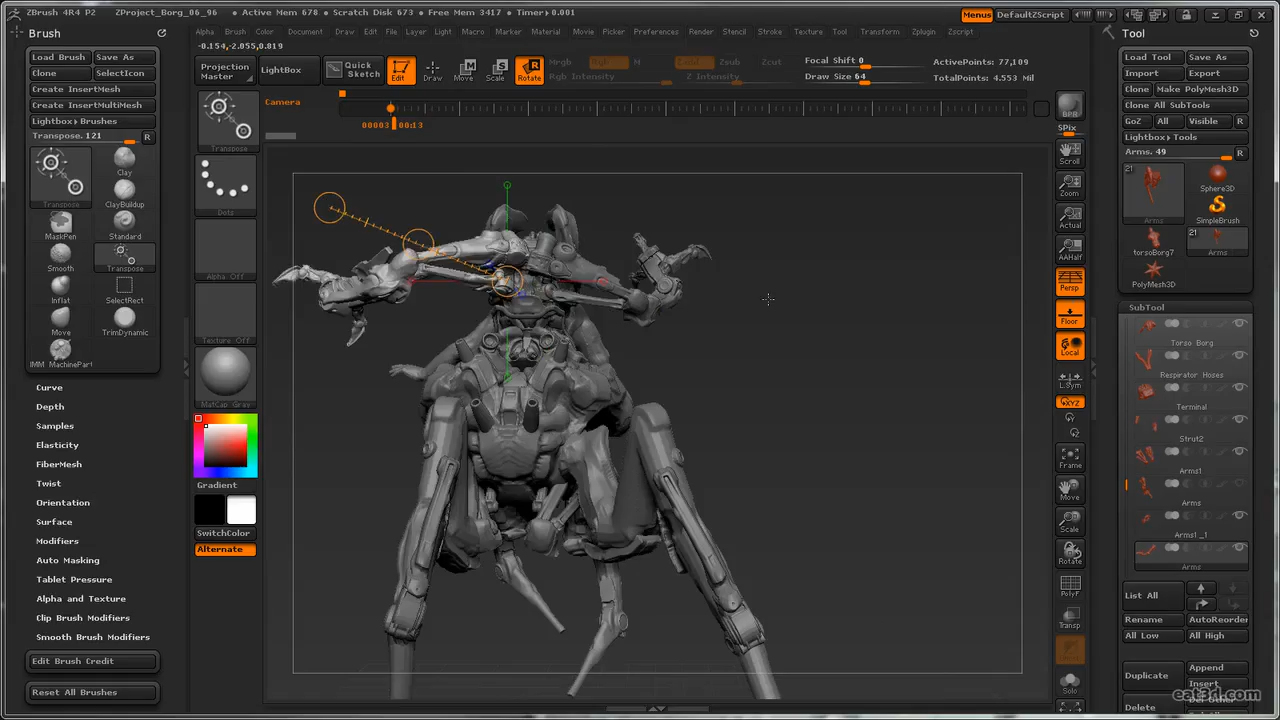 ZBrush 4R4 P2 ZProject_Borg_06_96 • Active Mem 678 • Scratch Disk 673 • Free Mem 3417 • Timer▸0.001 Menus DefaultZScript
Brush
Alpha Brush Color Document Draw Edit File Layer Light Macro Marker Material Movie Picker Preferences Render Stencil Stroke Texture Tool Transform Zplugin Zscript
Tool
-0.154,-2.055,0.819
Load Brush Save As
Clone SelectIcon
Create InsertMesh
Create InsertMultiMesh
Lightbox▸Brushes
Transpose. 121 R
Transpose
Clay
ClayBuildup
MaskPen Standard
Smooth Transpose
Inflat SelectRect
Move TrimDynamic
IMM MachinePart
Curve
Depth
Samples
Elasticity
FiberMesh
Twist
Orientation
Surface
Modifiers
Auto Masking
Tablet Pressure
Alpha and Texture
Clip Brush Modifiers
Smooth Brush Modifiers
Edit Brush Credit
Reset All Brushes
Projection Master
LightBox
Quick Sketch
Edit Draw Move Scale Rotate
Mrgb Rgb M
Rgb Intensity
Zsub Zcut
Z Intensity
Focal Shift 0
Draw Size 64
ActivePoints: 77,109
TotalPoints: 4.553 Mil
Camera
00003 00:13
Transpose
Dots
Alpha Off
Texture Off
MatCap Gray
Gradient
SwitchColor
Alternate
BPR
SPix
Scroll
Zoom
Actual
AAHalf
Persp
Floor
Local
L.Sym
XYZ
Frame
Move
Scale
Rotate
PolyF
Transp
Solo
Load Tool Save As
Import Export
Clone Make PolyMesh3D
Clone All SubTools
GoZ All Visible R
Lightbox▸Tools
Arms. 49 R
21
Arms
Sphere3D
SimpleBrush
torsoBorg7
21
Arms
PolyMesh3D
SubTool
Torso Borg
Respirator Hoses
Terminal
Strut2
Arms1
Arms
Arms1_1
Arms
List All
Rename AutoReorder
All Low All High
Duplicate Append
Insert
Delete Del Other
eat3d.com